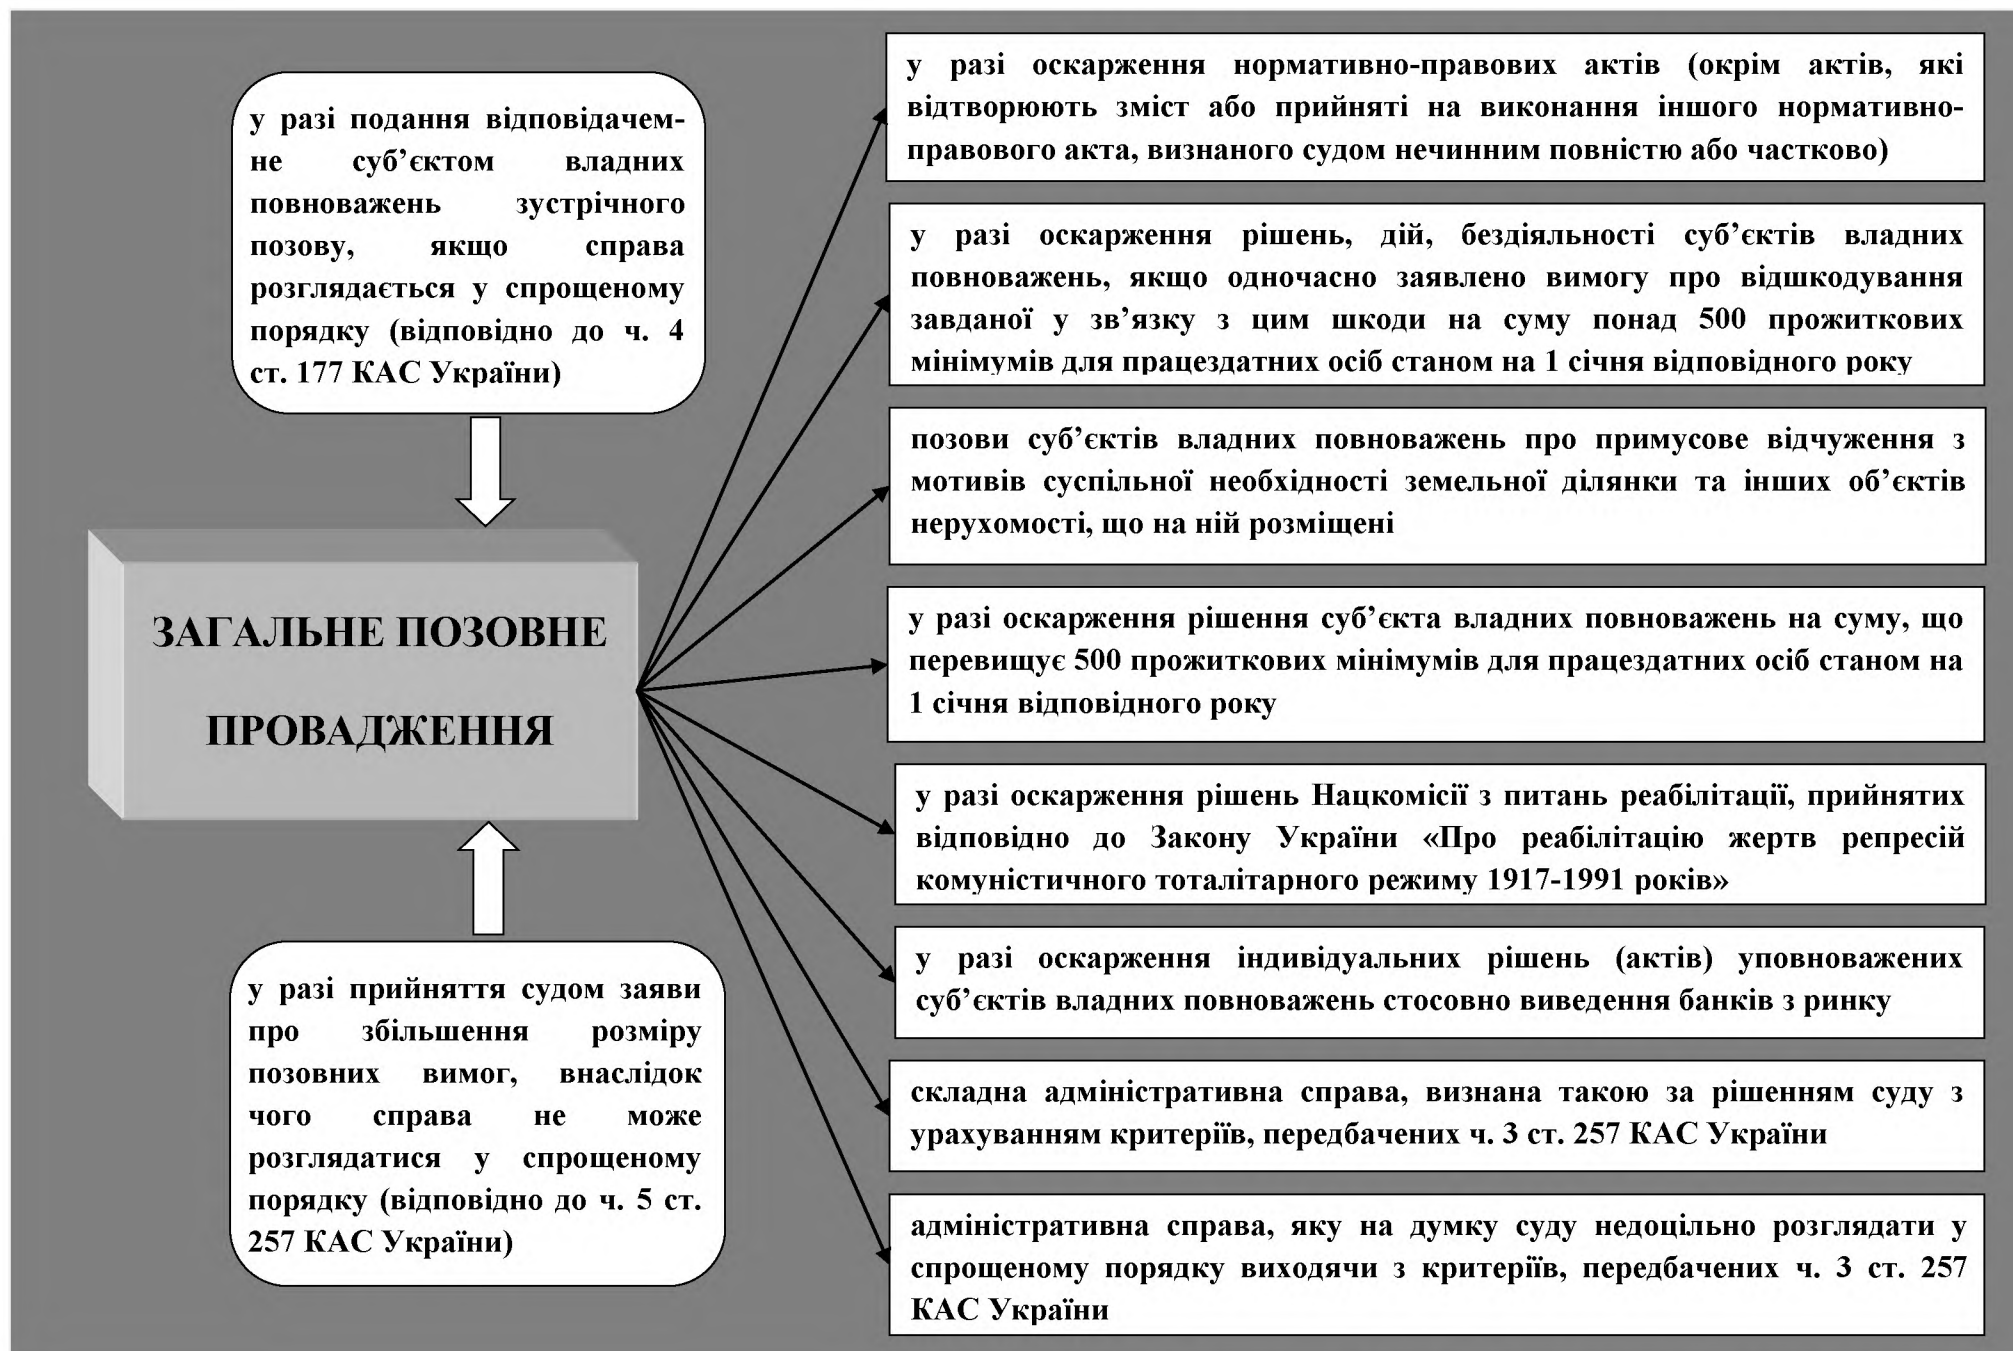 у разі подання відповідачем-
не суб’єктом владних
повноважень зустрічного
позову, якщо справа
розглядається у спрощеному
порядку (відповідно до ч. 4
ст. 177 КАС України)
ЗАГАЛЬНЕ ПОЗОВНЕ
ПРОВАДЖЕННЯ
у разі прийняття судом заяви
про збільшення розміру
позовних вимог, внаслідок
чого справа не може
розглядатися у спрощеному
порядку (відповідно до ч. 5 ст.
257 КАС України)
у разі оскарження нормативно-правових актів (окрім актів, які
відтворюють зміст або прийняті на виконання іншого нормативно-
правового акта, визнаного судом нечинним повністю або частково)
у разі оскарження рішень, дій, бездіяльності суб’єктів владних
повноважень, якщо одночасно заявлено вимогу про відшкодування
завданої у зв’язку з цим шкоди на суму понад 500 прожиткових
мінімумів для працездатних осіб станом на 1 січня відповідного року
позови суб’єктів владних повноважень про примусове відчуження з
мотивів суспільної необхідності земельної ділянки та інших об’єктів
нерухомості, що на ній розміщені
у разі оскарження рішення суб’єкта владних повноважень на суму, що
перевищує 500 прожиткових мінімумів для працездатних осіб станом на
1 січня відповідного року
у разі оскарження рішень Нацкомісії з питань реабілітації, прийнятих
відповідно до Закону України «Про реабілітацію жертв репресій
комуністичного тоталітарного режиму 1917-1991 років»
у разі оскарження індивідуальних рішень (актів) уповноважених
суб’єктів владних повноважень стосовно виведення банків з ринку
складна адміністративна справа, визнана такою за рішенням суду з
урахуванням критеріїв, передбачених ч. 3 ст. 257 КАС України
адміністративна справа, яку на думку суду недоцільно розглядати у
спрощеному порядку виходячи з критеріїв, передбачених ч. 3 ст. 257
КАС України